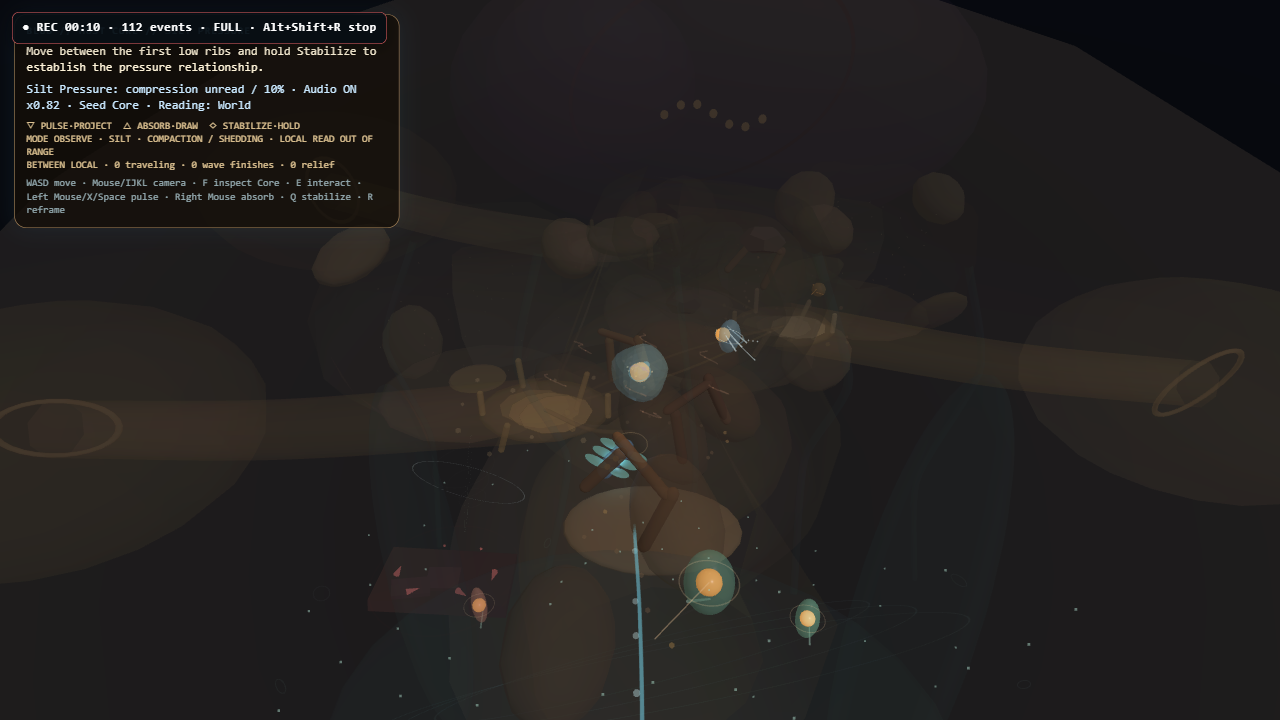 ● REC 00:10 · 112 events · FULL · Alt+Shift+R stop
Move between the first low ribs and hold Stabilize to
establish the pressure relationship.
Silt Pressure: compression unread / 10% · Audio ON
x0.82 · Seed Core · Reading: World
▽ PULSE·PROJECT △ ABSORB·DRAW ◇ STABILIZE·HOLD
MODE OBSERVE · SILT · COMPACTION / SHEDDING · LOCAL READ OUT OF
RANGE
BETWEEN LOCAL · 0 traveling · 0 wave finishes · 0 relief
WASD move · Mouse/IJKL camera · F inspect Core · E interact ·
Left Mouse/X/Space pulse · Right Mouse absorb · Q stabilize · R
reframe